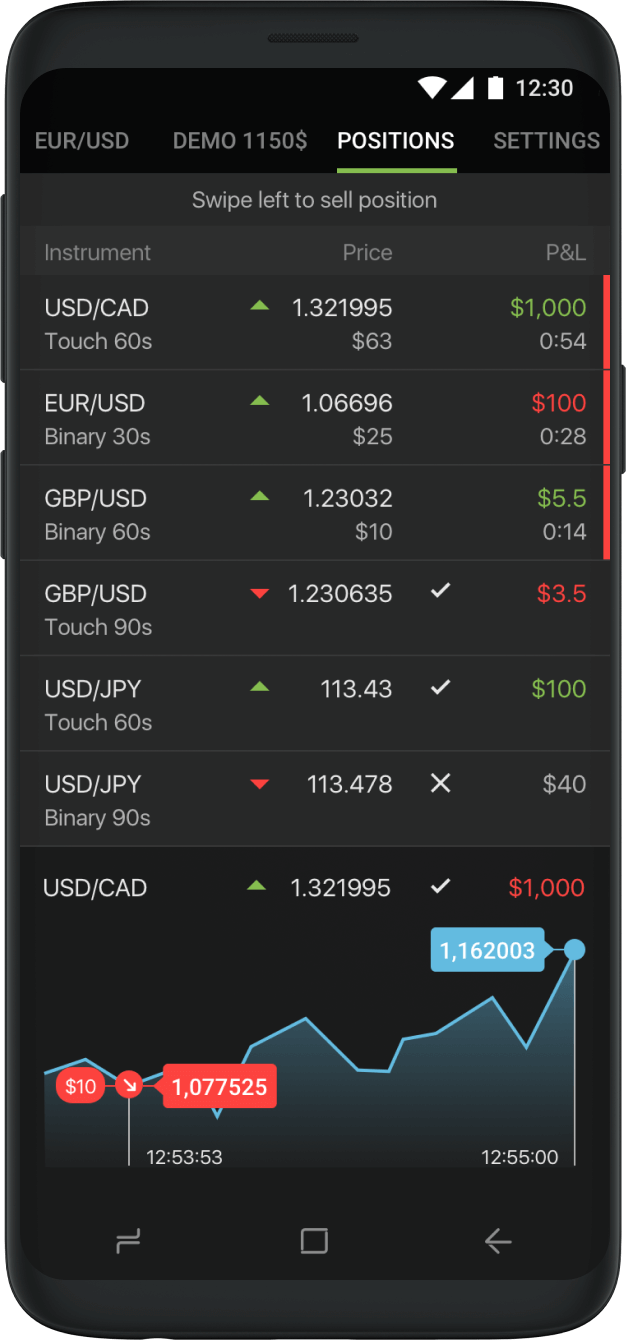 12:30
EUR/USD DEMO 1150$ POSITIONS SETTINGS
Swipe left to sell position
Instrument Price P&L
USD/CAD 1.321995 $1,000
Touch 60s $63 0:54
EUR/USD 1.06696 $100
Binary 30s $25 0:28
GBP/USD 1.23032 $5.5
Binary 60s $10 0:14
GBP/USD 1.230635 $3.5
Touch 90s
USD/JPY 113.43 $100
Touch 60s
USD/JPY 113.478 $40
Binary 90s
USD/CAD 1.321995 $1,000
1,162003
$10 1,077525
12:53:53 12:55:00